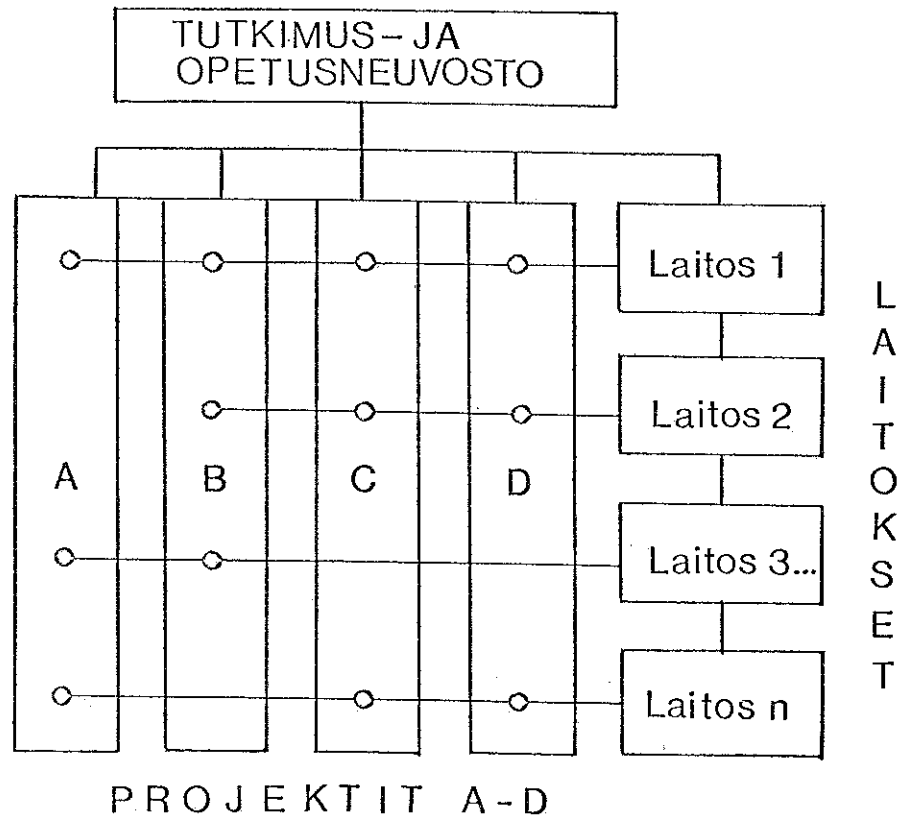 TUTKIMUS-JA
OPETUSNEUVOSTO
Laitos 1
Laitos 2
A B C D
Laitos 3...
Laitos n
LAITOKSET
PROJEKTIT A-D